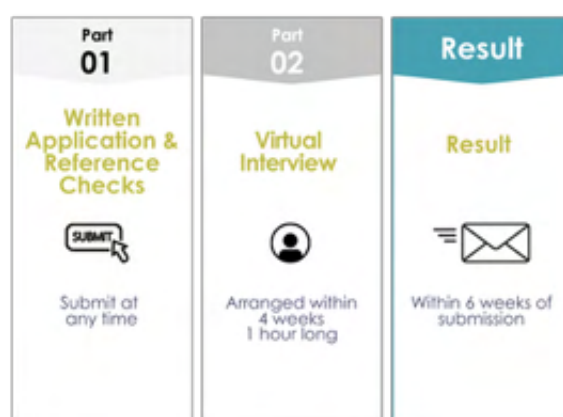 Part
01
Written
Application &
Reference
Checks
SUBMIT
Submit at
any time
Part
02
Virtual
Interview
Arranged within
4 weeks
1 hour long
Result
Result
Within 6 weeks of
submission